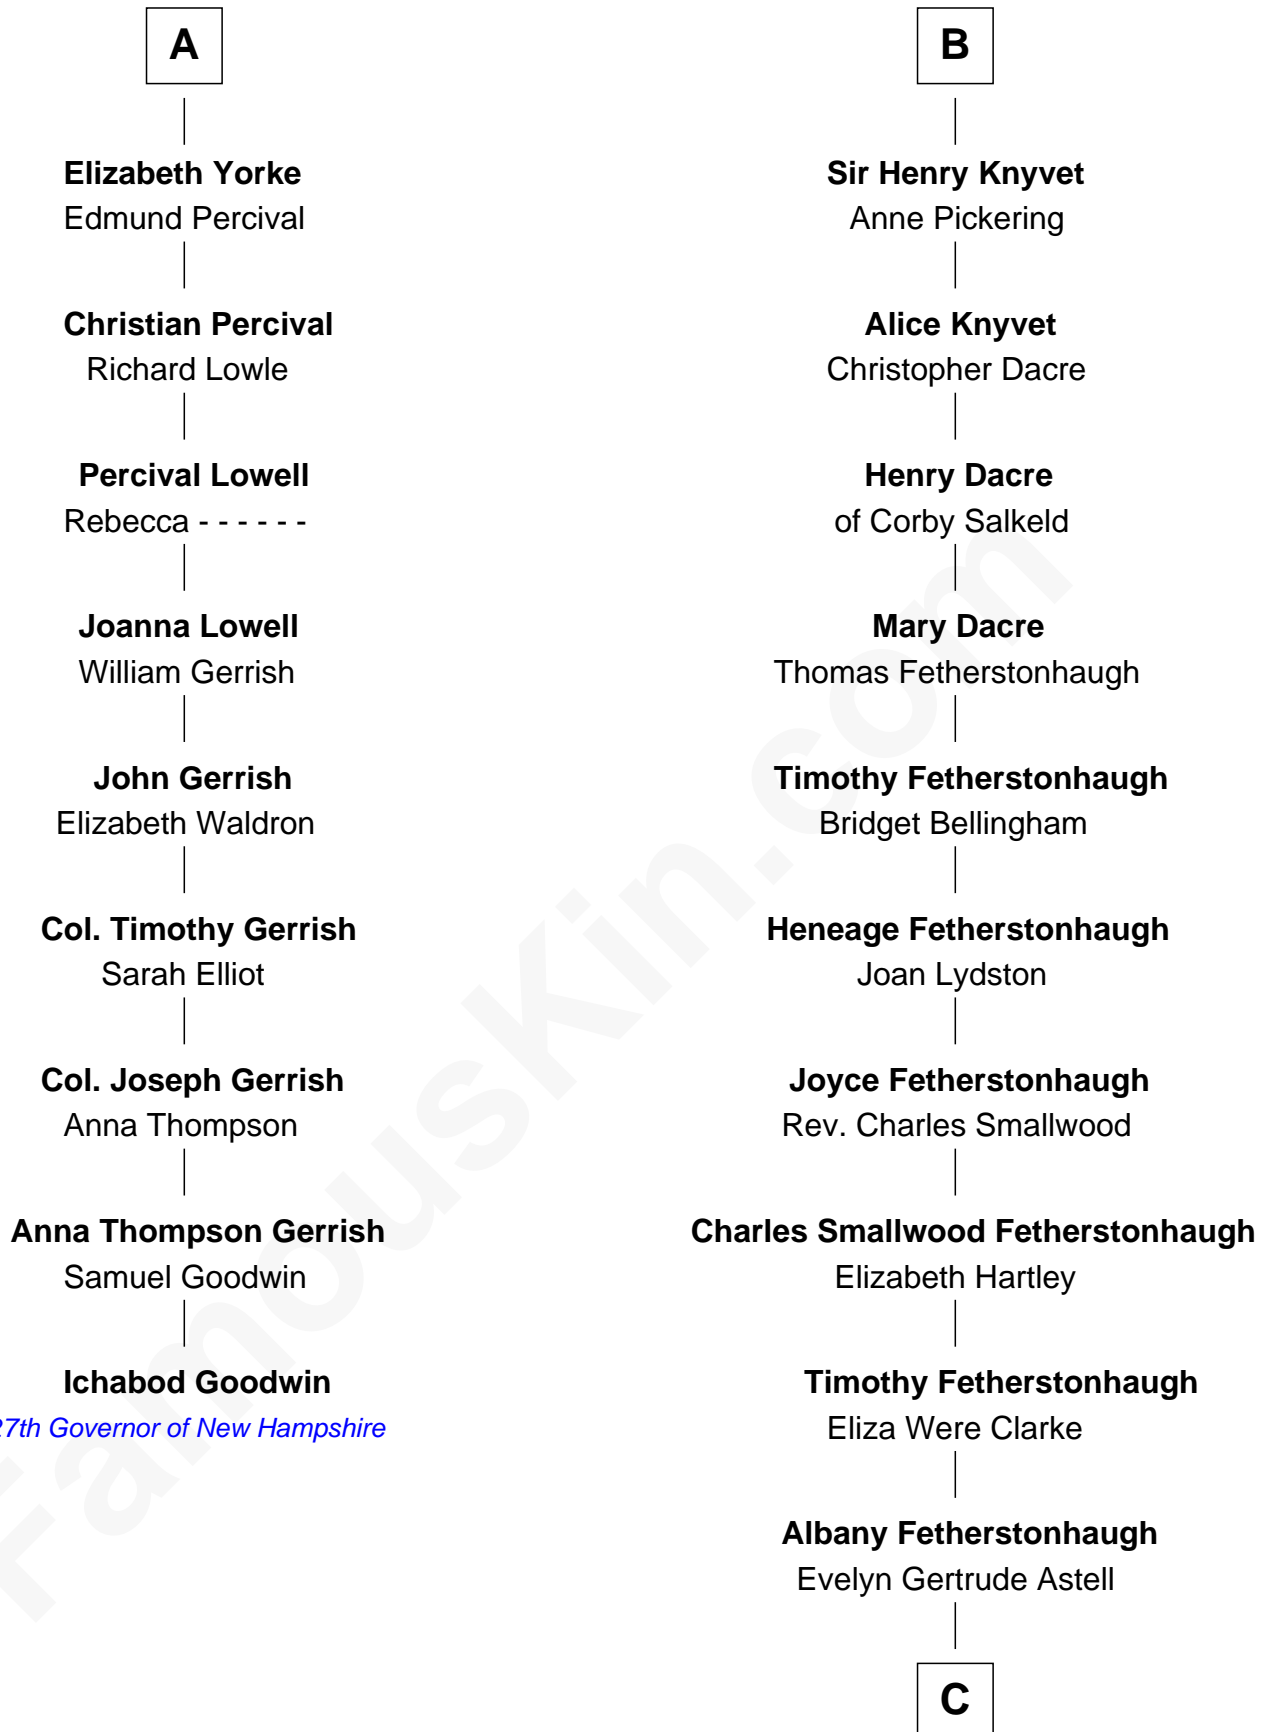 A
Elizabeth Yorke
Edmund Percival
Christian Percival
Richard Lowle
Percival Lowell
Rebecca - - - - - -
Joanna Lowell
William Gerrish
John Gerrish
Elizabeth Waldron
Col. Timothy Gerrish
Sarah Elliot
Col. Joseph Gerrish
Anna Thompson
Anna Thompson Gerrish
Samuel Goodwin
Ichabod Goodwin
27th Governor of New Hampshire
B
Sir Henry Knyvet
Anne Pickering
Alice Knyvet
Christopher Dacre
Henry Dacre
of Corby Salkeld
Mary Dacre
Thomas Fetherstonhaugh
Timothy Fetherstonhaugh
Bridget Bellingham
Heneage Fetherstonhaugh
Joan Lydston
Joyce Fetherstonhaugh
Rev. Charles Smallwood
Charles Smallwood Fetherstonhaugh
Elizabeth Hartley
Timothy Fetherstonhaugh
Eliza Were Clarke
Albany Fetherstonhaugh
Evelyn Gertrude Astell
C
FamousKin.com